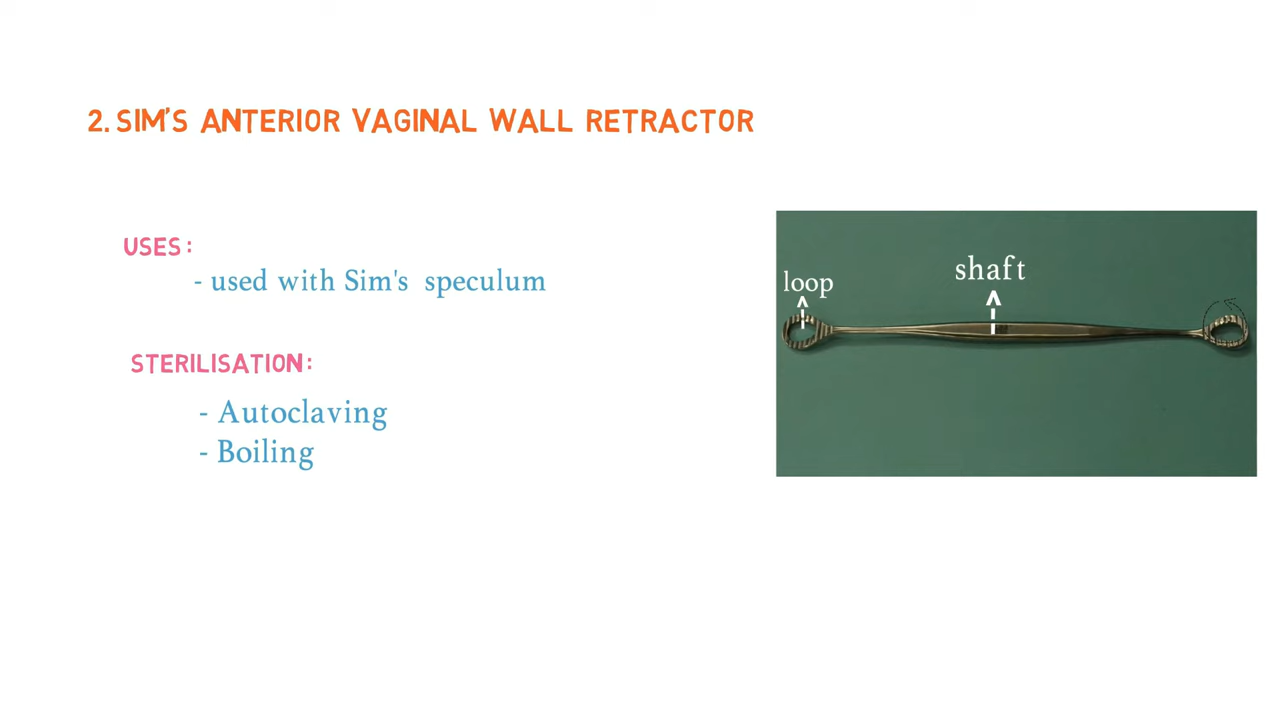 2. SIM'S ANTERIOR VAGINAL WALL RETRACTOR
USES:
- used with Sim's speculum
STERILISATION:
- Autoclaving
- Boiling
loop
shaft